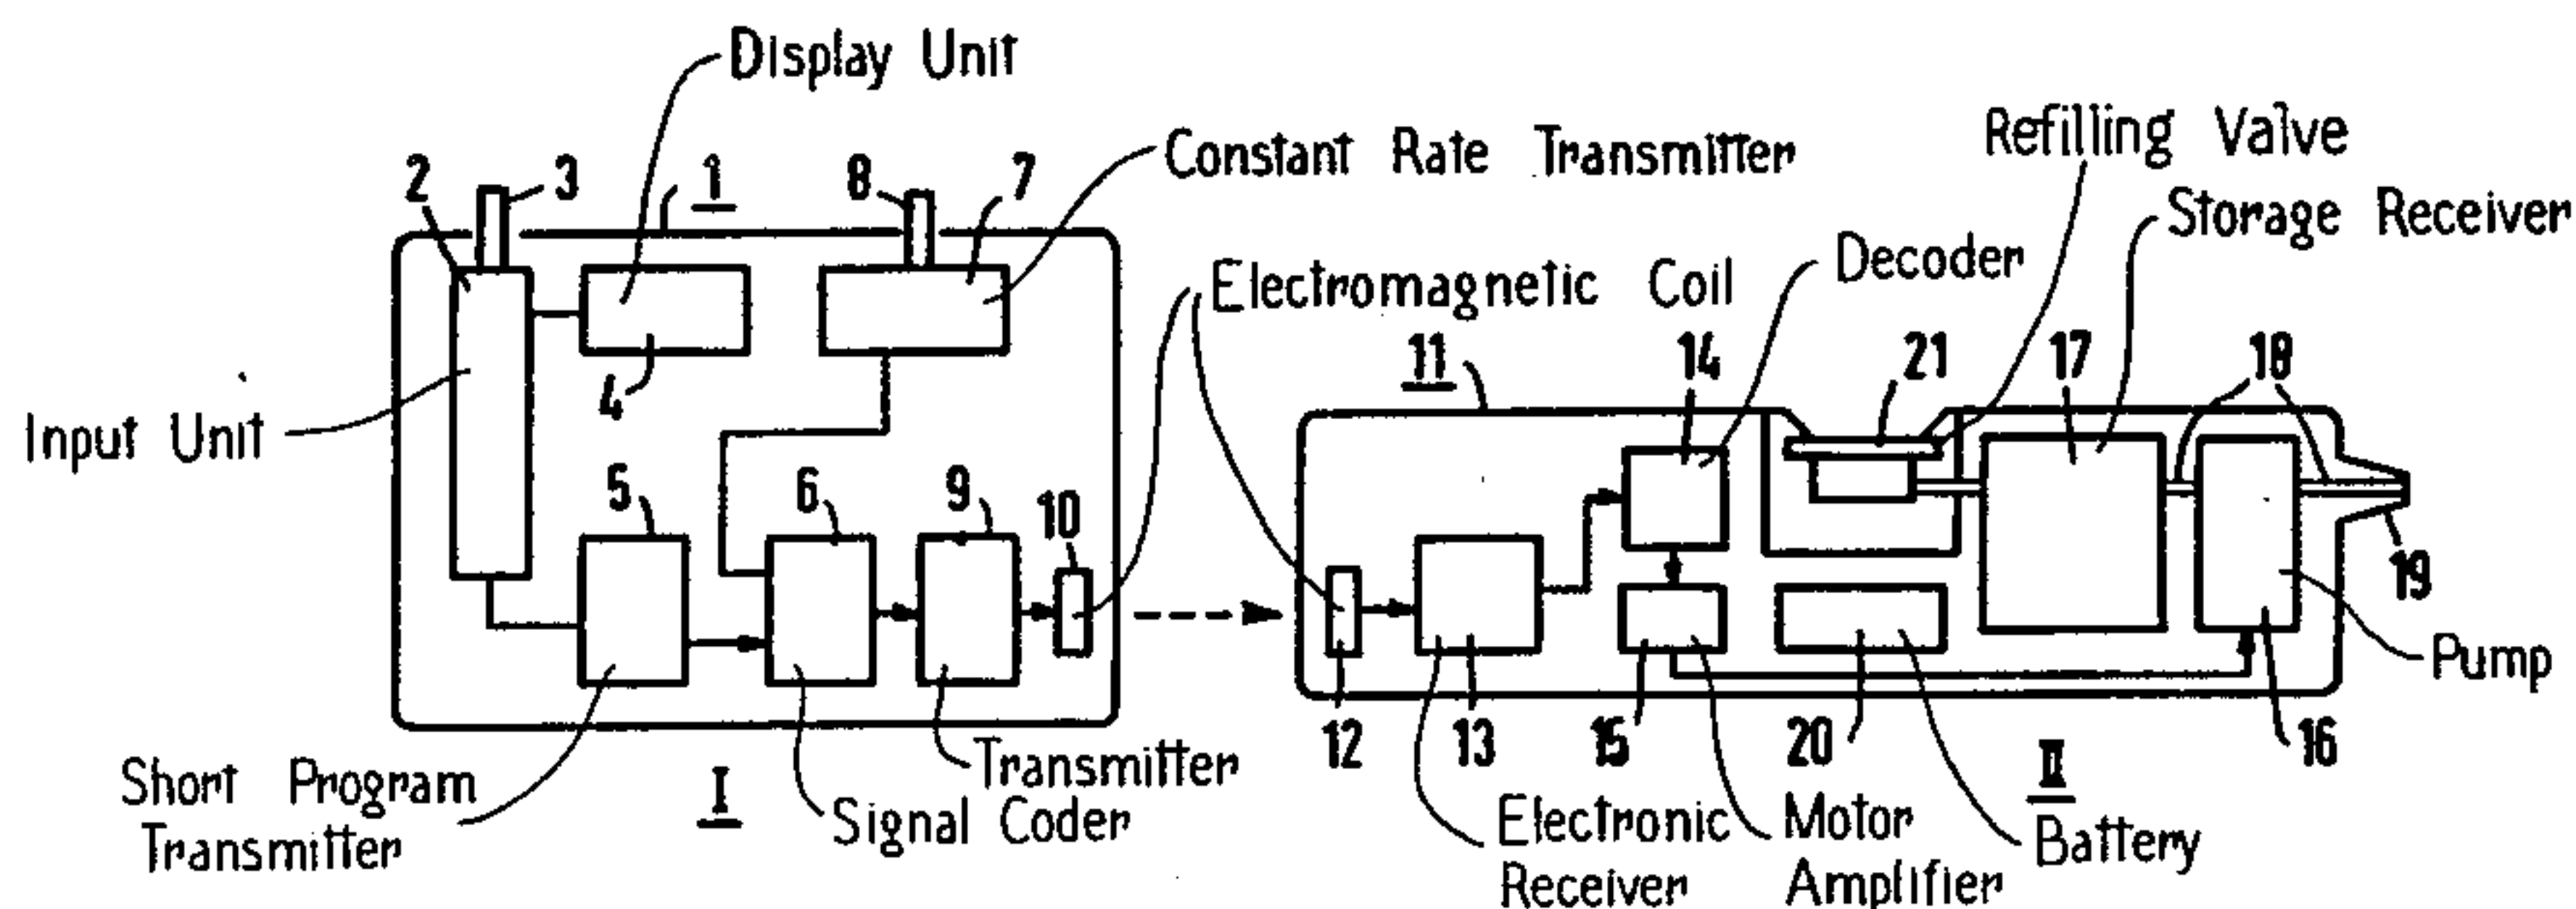 Display Unit
Constant Rate Transmitter
Refilling Valve
Storage Receiver
2 3 1 8 7
Electromagnetic Coil
Decoder
4
11 14 21 17 18
Input Unit
5 6 9 10
19
Pump
12 13 15 20 II 16
Short Program
Transmitter
I
Signal Coder
Transmitter
Electronic
Receiver
Motor
Amplifier
Battery